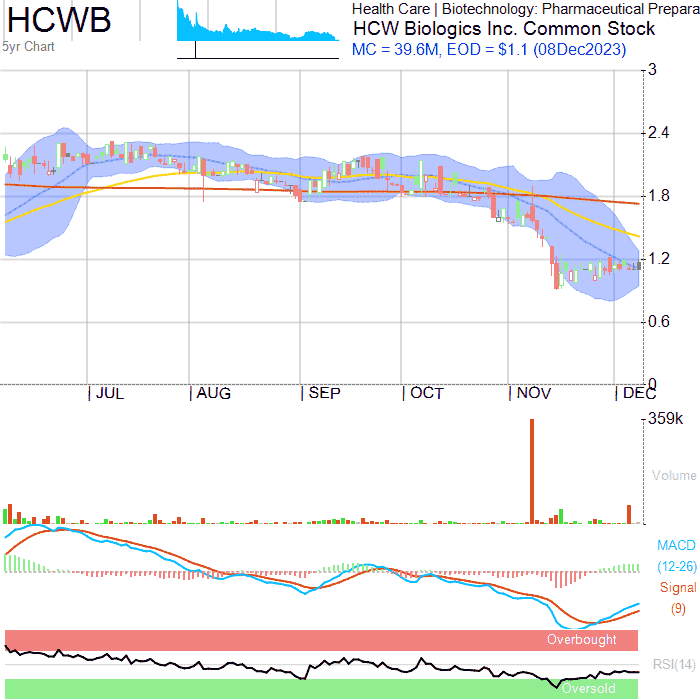 HCWB
5yr Chart
Health Care | Biotechnology: Pharmaceutical Prepara
HCW Biologics Inc. Common Stock
MC = 39.6M, EOD = $1.1 (08Dec2023)
3
2.4
1.8
1.2
0.6
0
JUL AUG SEP OCT NOV DEC
359k
Volume
MACD
(12-26)
Signal
(9)
Overbought
RSI(14)
Oversold